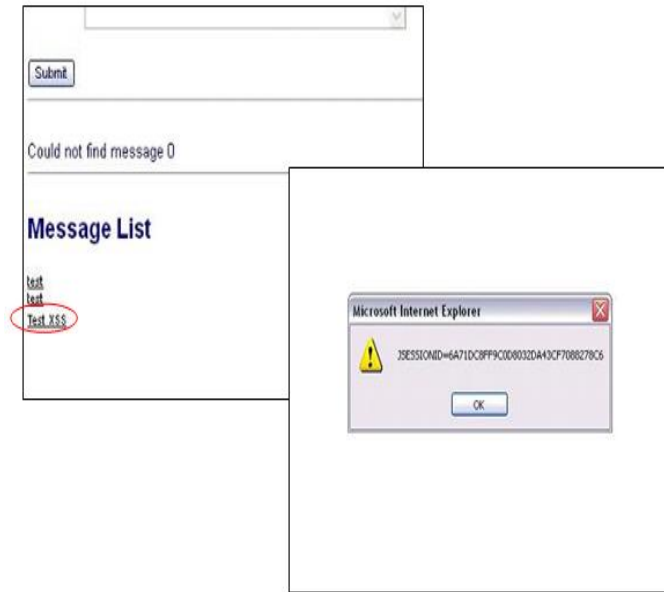 Submit
Could not find message 0
Message List
test
test
Test XSS
Microsoft Internet Explorer
JSESSIONID=6A71DC8FF9C0D8032DA43CF7088278C6
OK